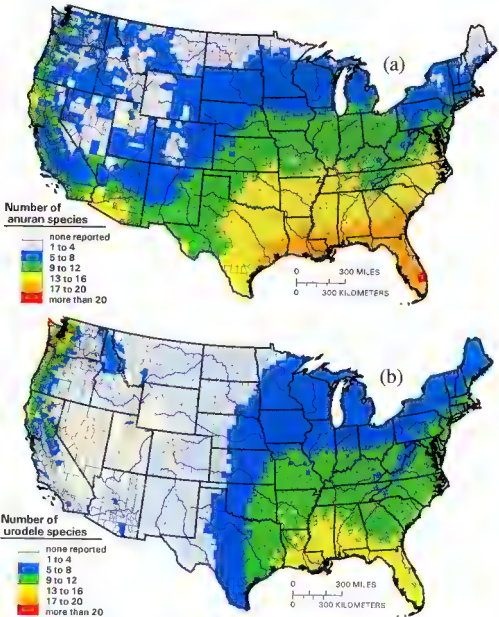 (a)
Number of
anuran species
none reported
1 to 4
5 to 8
9 to 12
13 to 16
17 to 20
more than 20
0 300 MILES
0 300 KILOMETERS
(b)
Number of
urodele species
none reported
1 to 4
5 to 8
9 to 12
13 to 16
17 to 20
more than 20
0 300 MILES
0 300 KILOMETERS